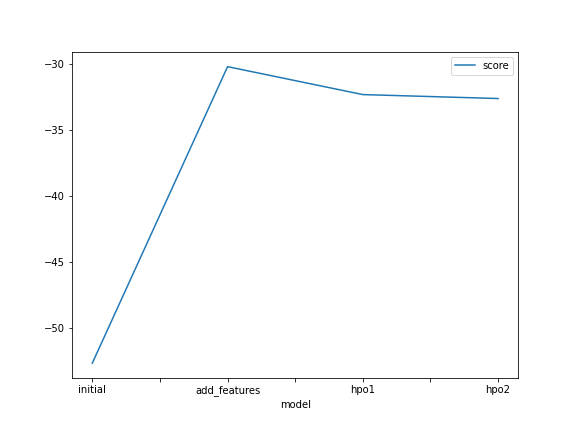 score
−30
−35
−40
−45
−50
initial
add_features
hpo1
hpo2
model